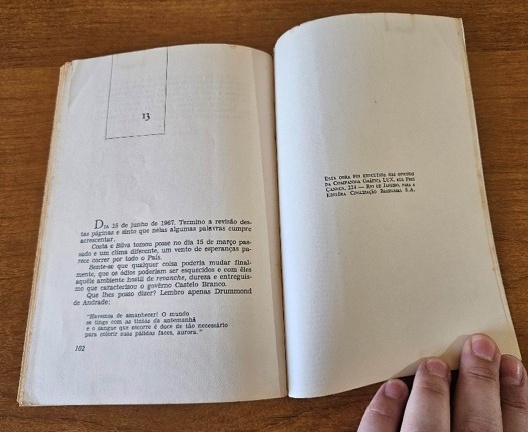 13
DIA 18 de junho de 1967. Termino a revisão des-
tas páginas e sinto que nelas algumas palavras cumpre
acrescentar.
Costa e Silva tomou posse no dia 15 de março pas-
sado e um clima diferente, um vento de esperanças pa-
rece correr por todo o País.
Sente-se que qualquer coisa poderia mudar final-
mente, que os ódios poderiam ser esquecidos e com êles
aquêle ambiente hostil de revanche, dureza e entreguis-
mo que caracterizou o govêrno Castelo Branco.
Que lhes posso dizer? Lembro apenas Drummond
de Andrade:
"Havemos de amanhecer! O mundo
se tinge com as tintas da antemanhã
e o sangue que escorre é doce de tão necessário
para colorir suas pálidas faces, aurora."
102
ESTA OBRA FOI EXECUTADA NAS OFICINAS
DA COMPANHIA GRÁFICA LUX, RUA FREI
CANECA, 224 — RIO DE JANEIRO, PARA A
EDITÔRA CIVILIZAÇÃO BRASILEIRA S.A.